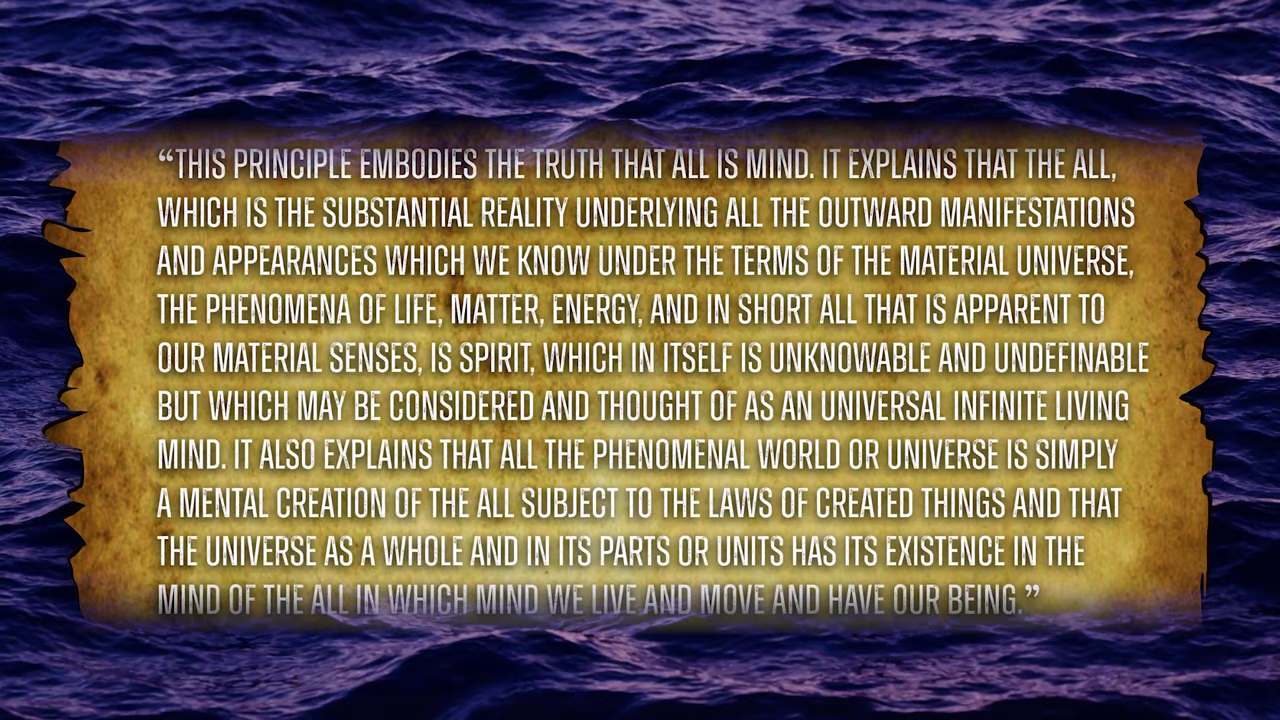 “THIS PRINCIPLE EMBODIES THE TRUTH THAT ALL IS MIND. IT EXPLAINS THAT THE ALL,
WHICH IS THE SUBSTANTIAL REALITY UNDERLYING ALL THE OUTWARD MANIFESTATIONS
AND APPEARANCES WHICH WE KNOW UNDER THE TERMS OF THE MATERIAL UNIVERSE,
THE PHENOMENA OF LIFE, MATTER, ENERGY, AND IN SHORT ALL THAT IS APPARENT TO
OUR MATERIAL SENSES, IS SPIRIT, WHICH IN ITSELF IS UNKNOWABLE AND UNDEFINABLE
BUT WHICH MAY BE CONSIDERED AND THOUGHT OF AS AN UNIVERSAL INFINITE LIVING
MIND. IT ALSO EXPLAINS THAT ALL THE PHENOMENAL WORLD OR UNIVERSE IS SIMPLY
A MENTAL CREATION OF THE ALL SUBJECT TO THE LAWS OF CREATED THINGS AND THAT
THE UNIVERSE AS A WHOLE AND IN ITS PARTS OR UNITS HAS ITS EXISTENCE IN THE
MIND OF THE ALL IN WHICH MIND WE LIVE AND MOVE AND HAVE OUR BEING.”